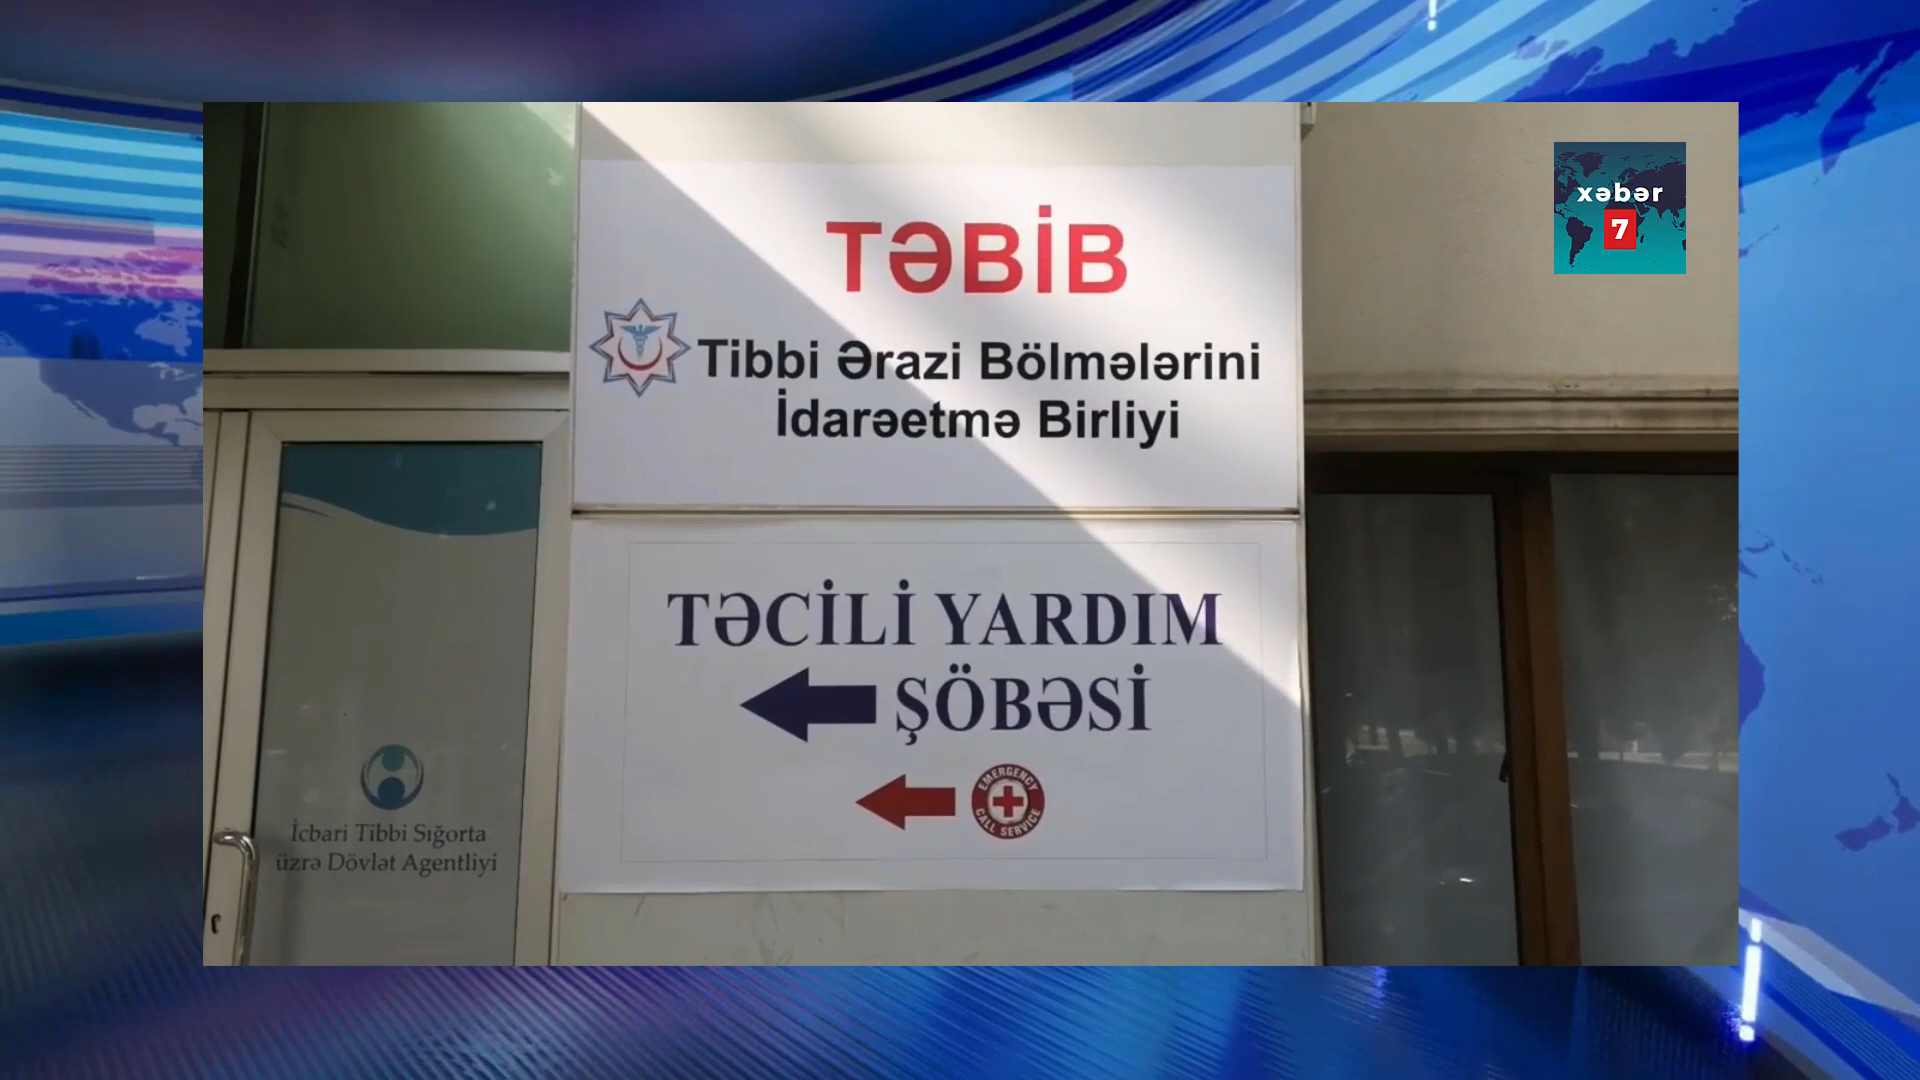 xəbər
7
TƏBİB
Tibbi Ərazi Bölmələrini
İdarəetmə Birliyi
TƏCİLİ YARDIM
ŞÖBƏSİ
EMERGENCY
CALL SERVICE
İcbari Tibbi Sığorta
üzrə Dövlət Agentliyi